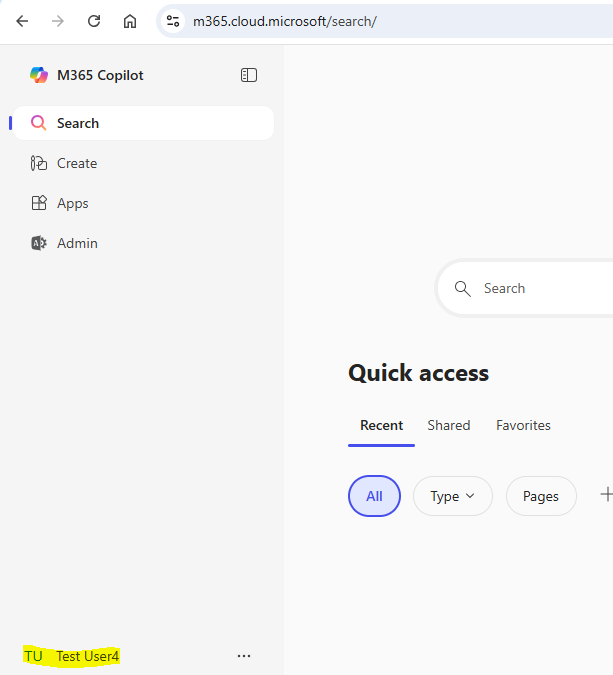 m365.cloud.microsoft/search/
M365 Copilot
Search
Create
Apps
Admin
Search
Quick access
Recent Shared Favorites
All Type Pages
TU Test User4